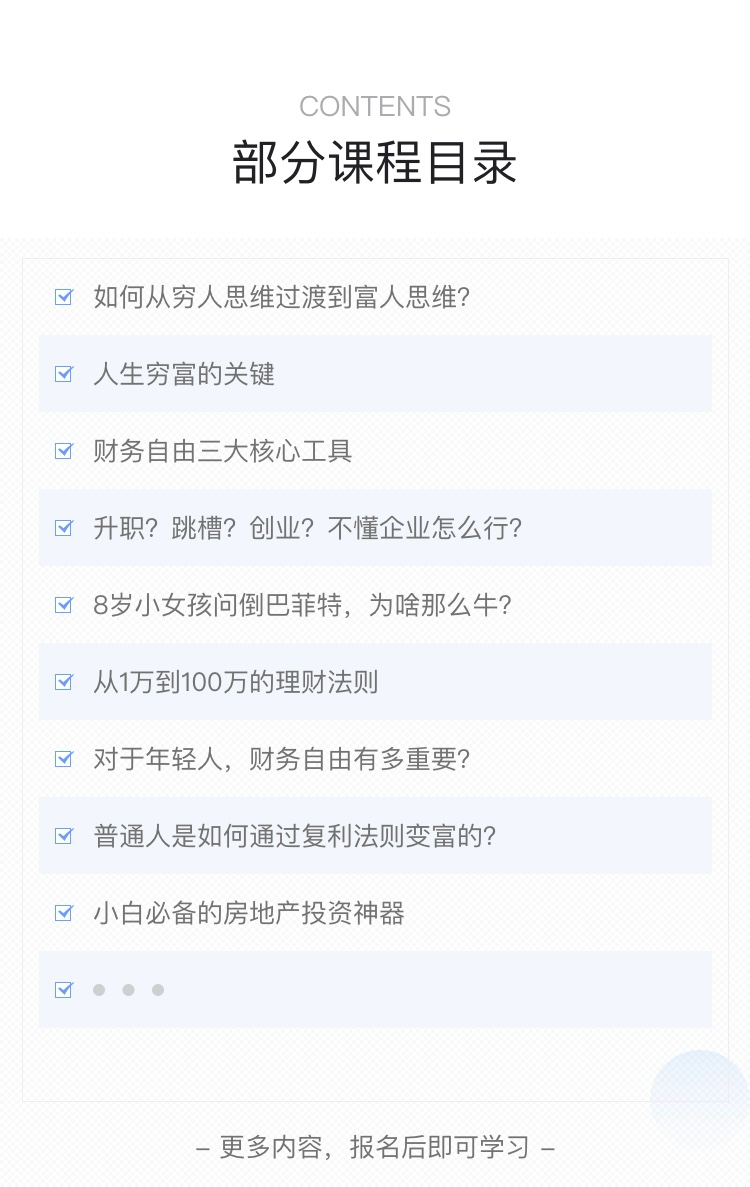 CONTENTS
部分课程目录
如何从穷人思维过渡到富人思维？
人生穷富的关键
财务自由三大核心工具
升职？跳槽？创业？不懂企业怎么行？
8岁小女孩问倒巴菲特，为啥那么牛？
从1万到100万的理财法则
对于年轻人，财务自由有多重要？
普通人是如何通过复利法则变富的？
小白必备的房地产投资神器
● ● ●
– 更多内容，报名后即可学习 –